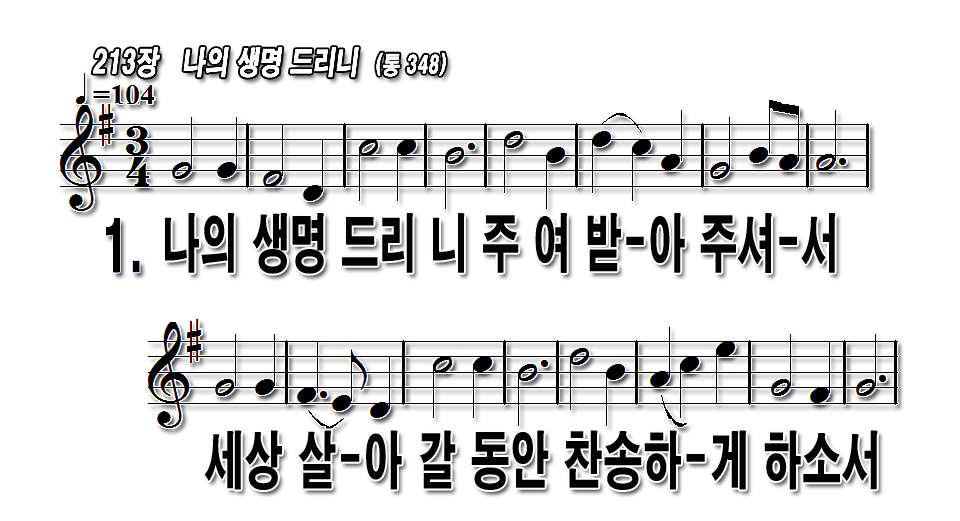 213장 나의 생명 드리니 (통 348)
♩=104
3
4
1. 나의 생명 드리 니 주 여 받-아 주셔-서
세상 살-아 갈 동안 찬송하-게 하소서